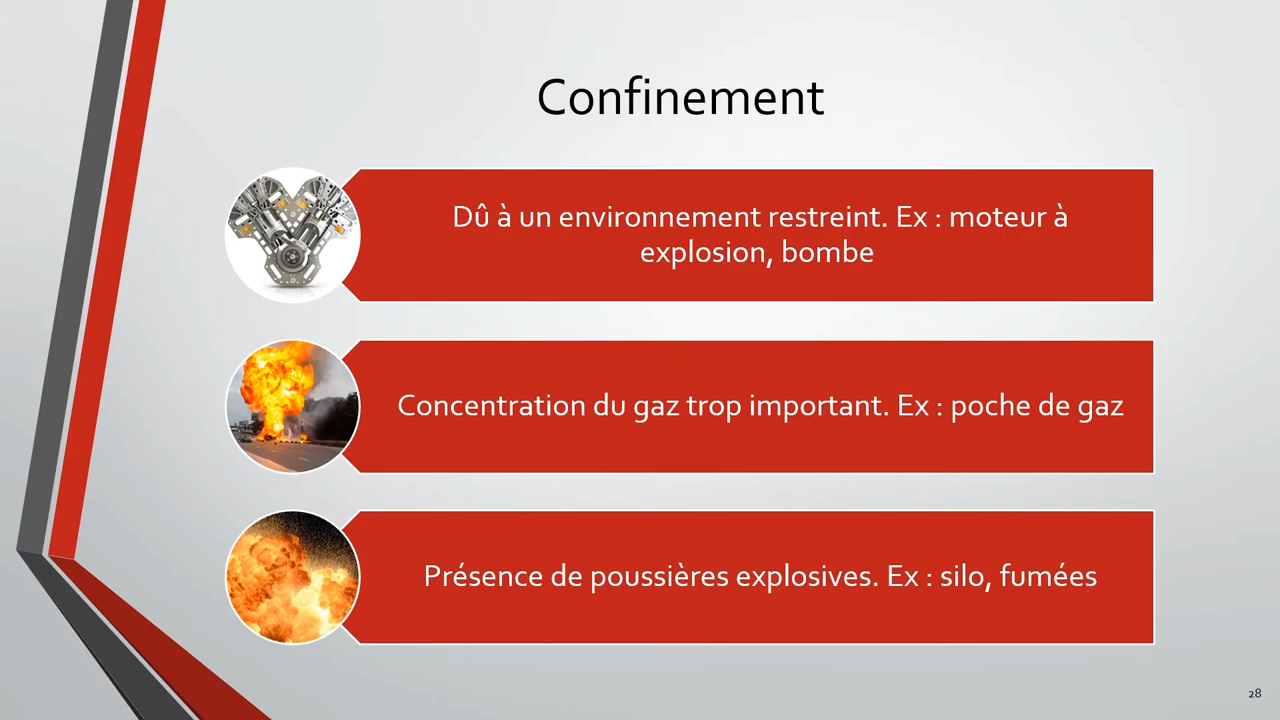 Confinement
Dû à un environnement restreint. Ex : moteur à
explosion, bombe
Concentration du gaz trop important. Ex : poche de gaz
Présence de poussières explosives. Ex : silo, fumées
28